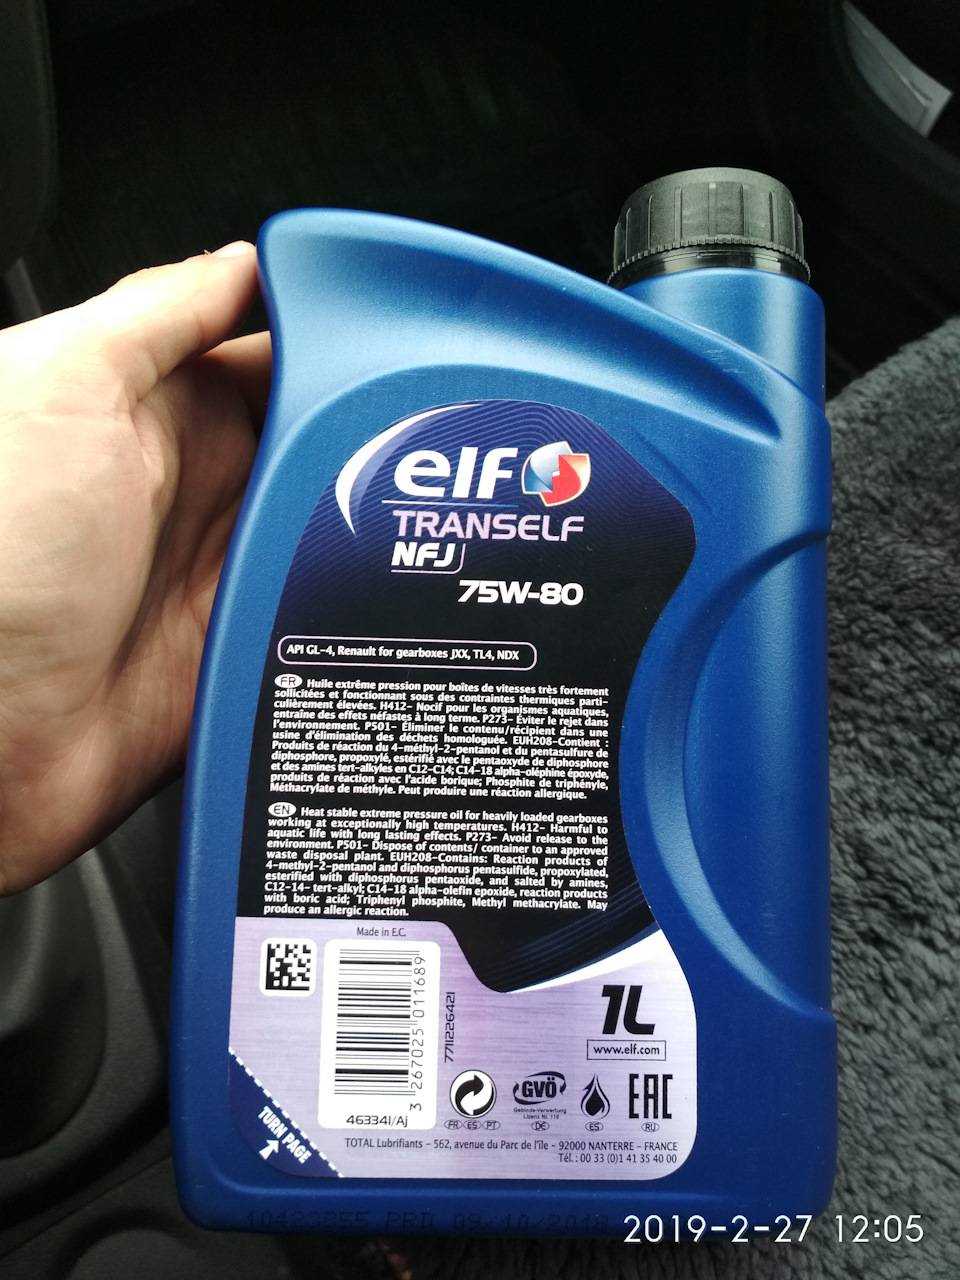 elf
TRANSELF
NFJ
75W-80
API GL-4, Renault for gearboxes JXX, TL4, NDX
FR Huile extrême pression pour boîtes de vitesses très fortement
sollicitées et fonctionnant sous des contraintes thermiques parti-
culièrement élevées. H412- Nocif pour les organismes aquatiques,
entraîne des effets néfastes à long terme. P273- Éviter le rejet dans
l'environnement. P501- Éliminer le contenu/récipient dans une
usine d'élimination des déchets homologuée. EUH208-Contient :
Produits de réaction du 4-méthyl-2-pentanol et du pentasulfure de
diphosphore, propoxylé, estérifié avec le pentaoxyde de diphosphore
et des amines tert-alkyles en C12-C14; C14-18 alpha-oléphine époxyde,
produits de réaction avec l'acide borique; Phosphite de triphényle,
Méthacrylate de méthyle. Peut produire une réaction allergique.
EN Heat stable extreme pressure oil for heavily loaded gearboxes
working at exceptionally high temperatures. H412- Harmful to
aquatic life with long lasting effects. P273- Avoid release to the
environment. P501- Dispose of contents/ container to an approved
waste disposal plant. EUH208-Contains: Reaction products of
4-methyl-2-pentanol and diphosphorus pentasulfide, propoxylated,
esterified with diphosphorus pentaoxide, and salted by amines,
C12-14- tert-alkyl; C14-18 alpha-olefin epoxide, reaction products
with boric acid; Triphenyl phosphite, Methyl methacrylate. May
produce an allergic reaction.
Made in E.C.
3 267025 011689
7711226421
463341/AJ
1L
www.elf.com
GVÖ
Gebinde-Verwertung
Lizenz Nr. 118
EAC
FR ES PT
DE
ES
RU
TURN PAGE
TOTAL Lubrifiants - 562, avenue du Parc de l'île - 92000 NANTERRE - FRANCE
Tél.: 00 33 (0)1 41 35 40 00
10423255 PRD 09/10/2018
2019-2-27 12:05